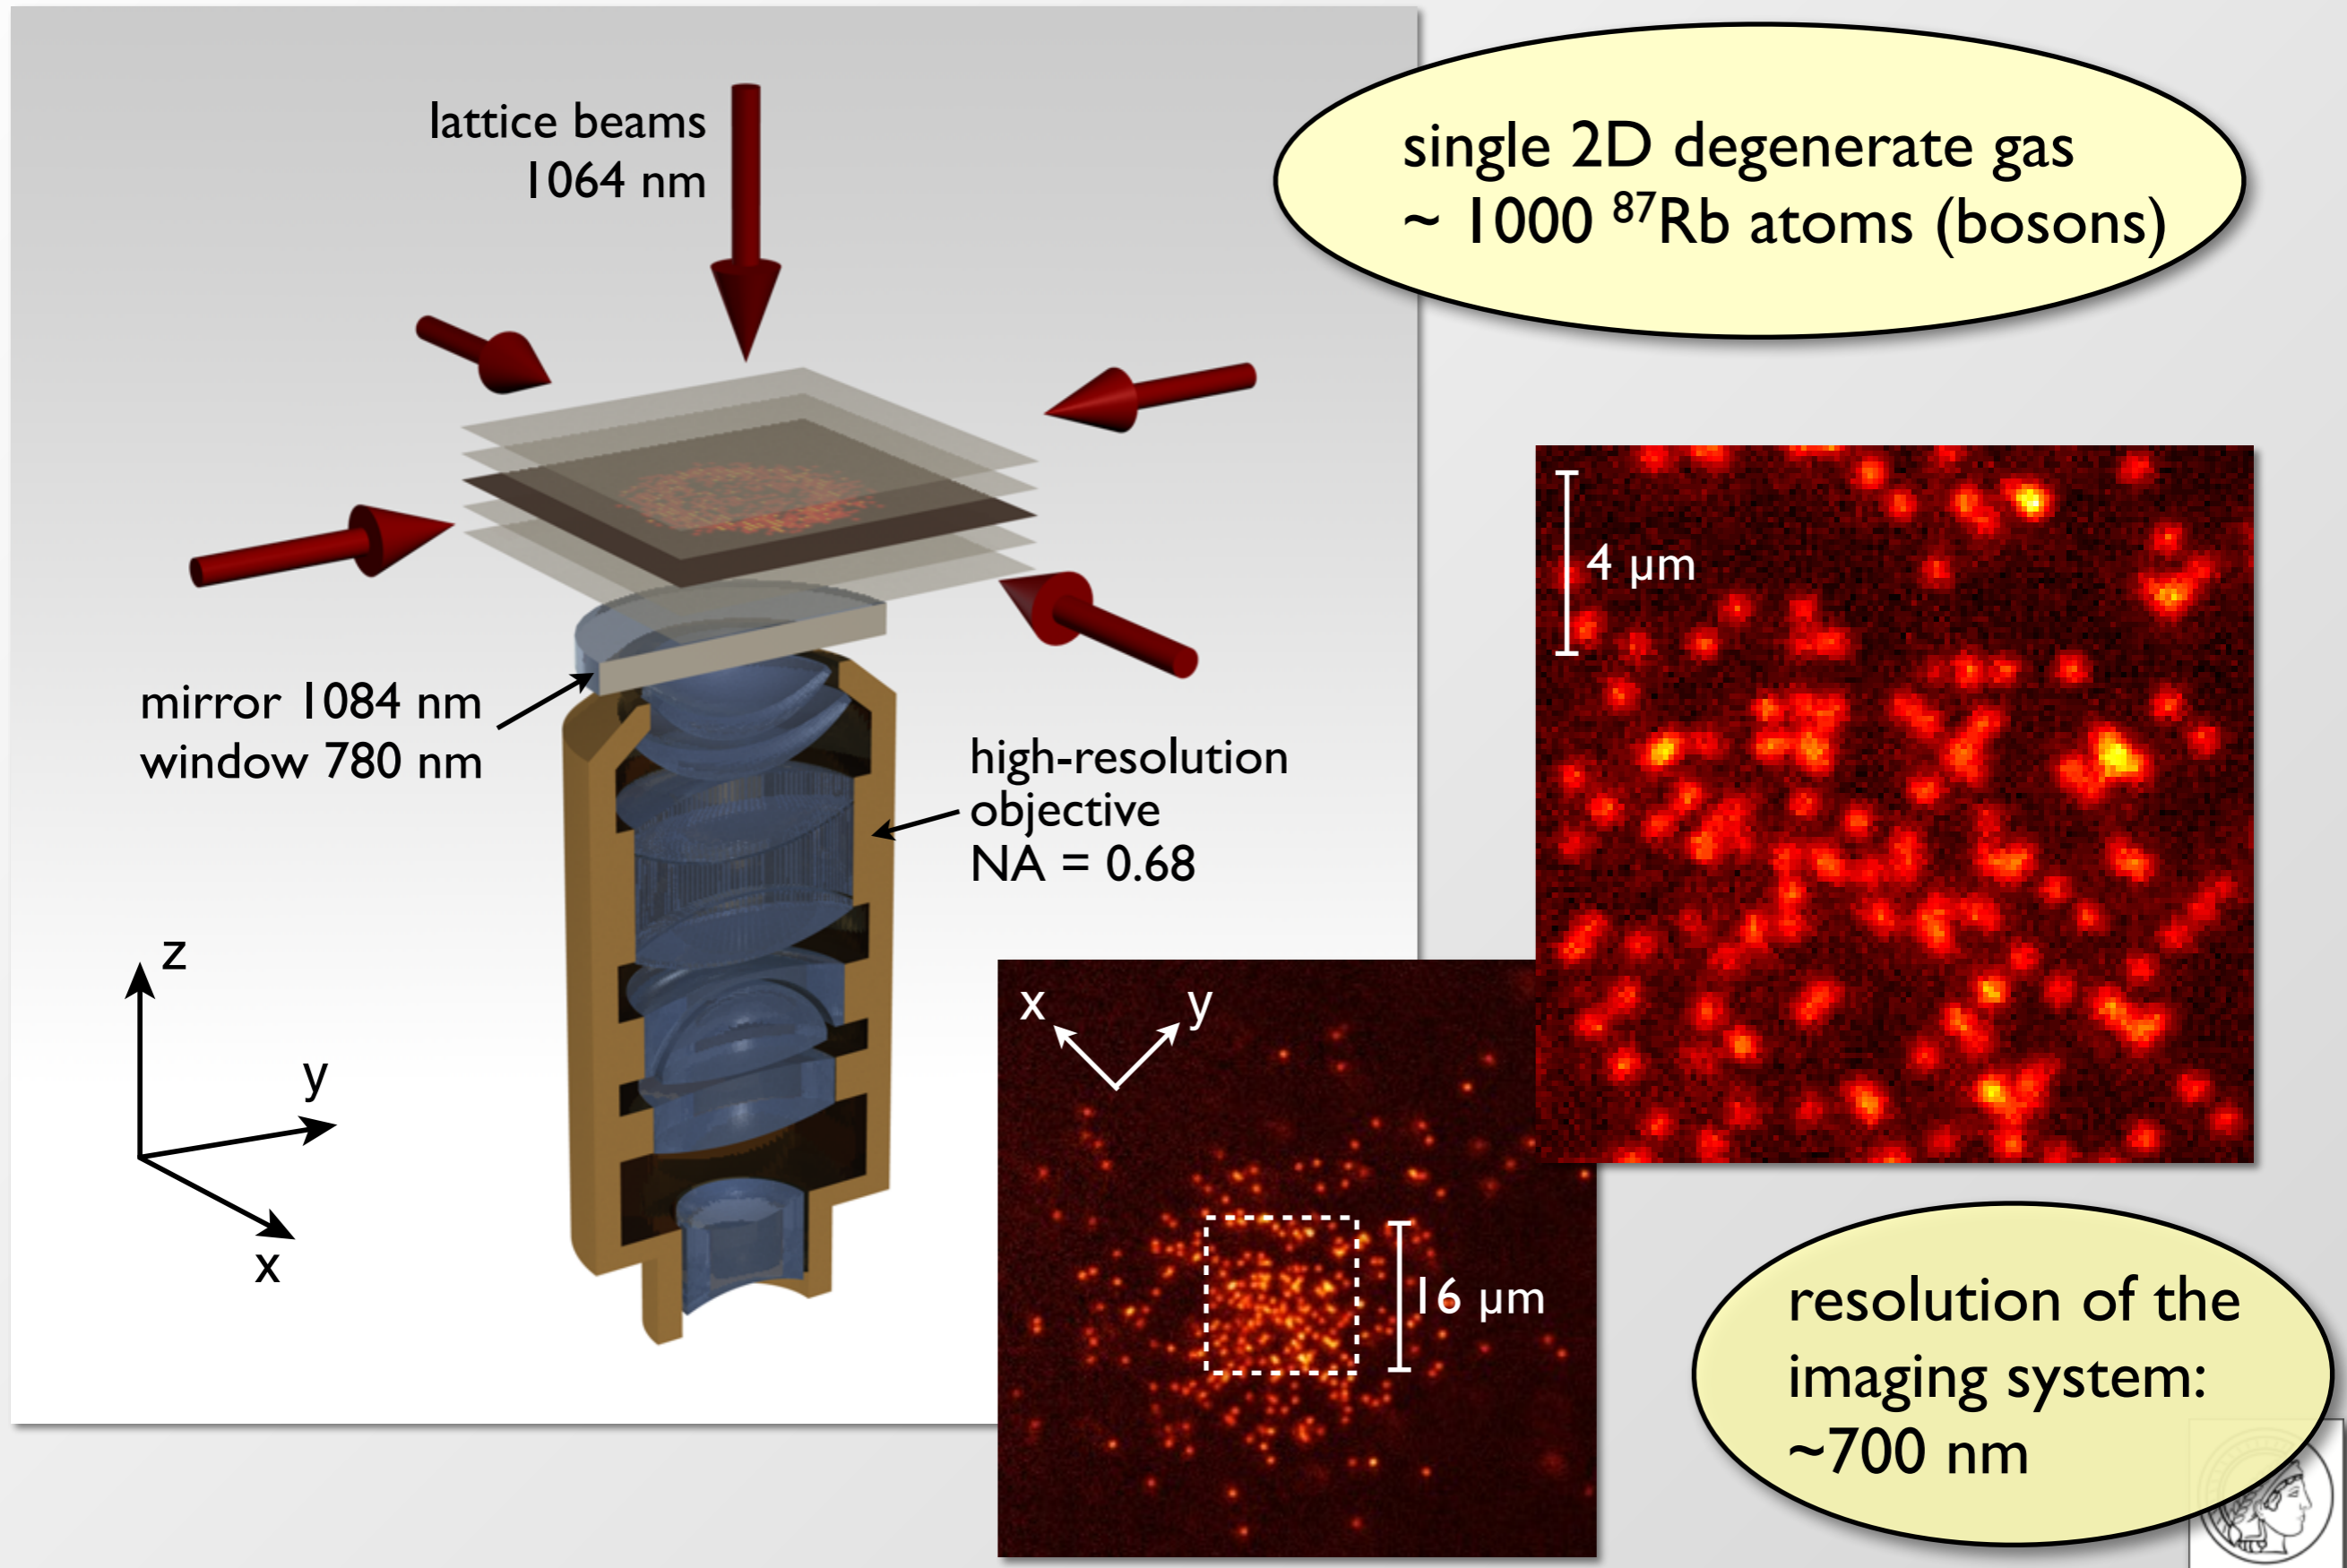 lattice beams
1064 nm
single 2D degenerate gas
~ 1000 ⁸⁷Rb atoms (bosons)
4 µm
mirror 1084 nm
window 780 nm
high-resolution
objective
NA = 0.68
z
y
x
x
y
16 µm
resolution of the
imaging system:
~700 nm